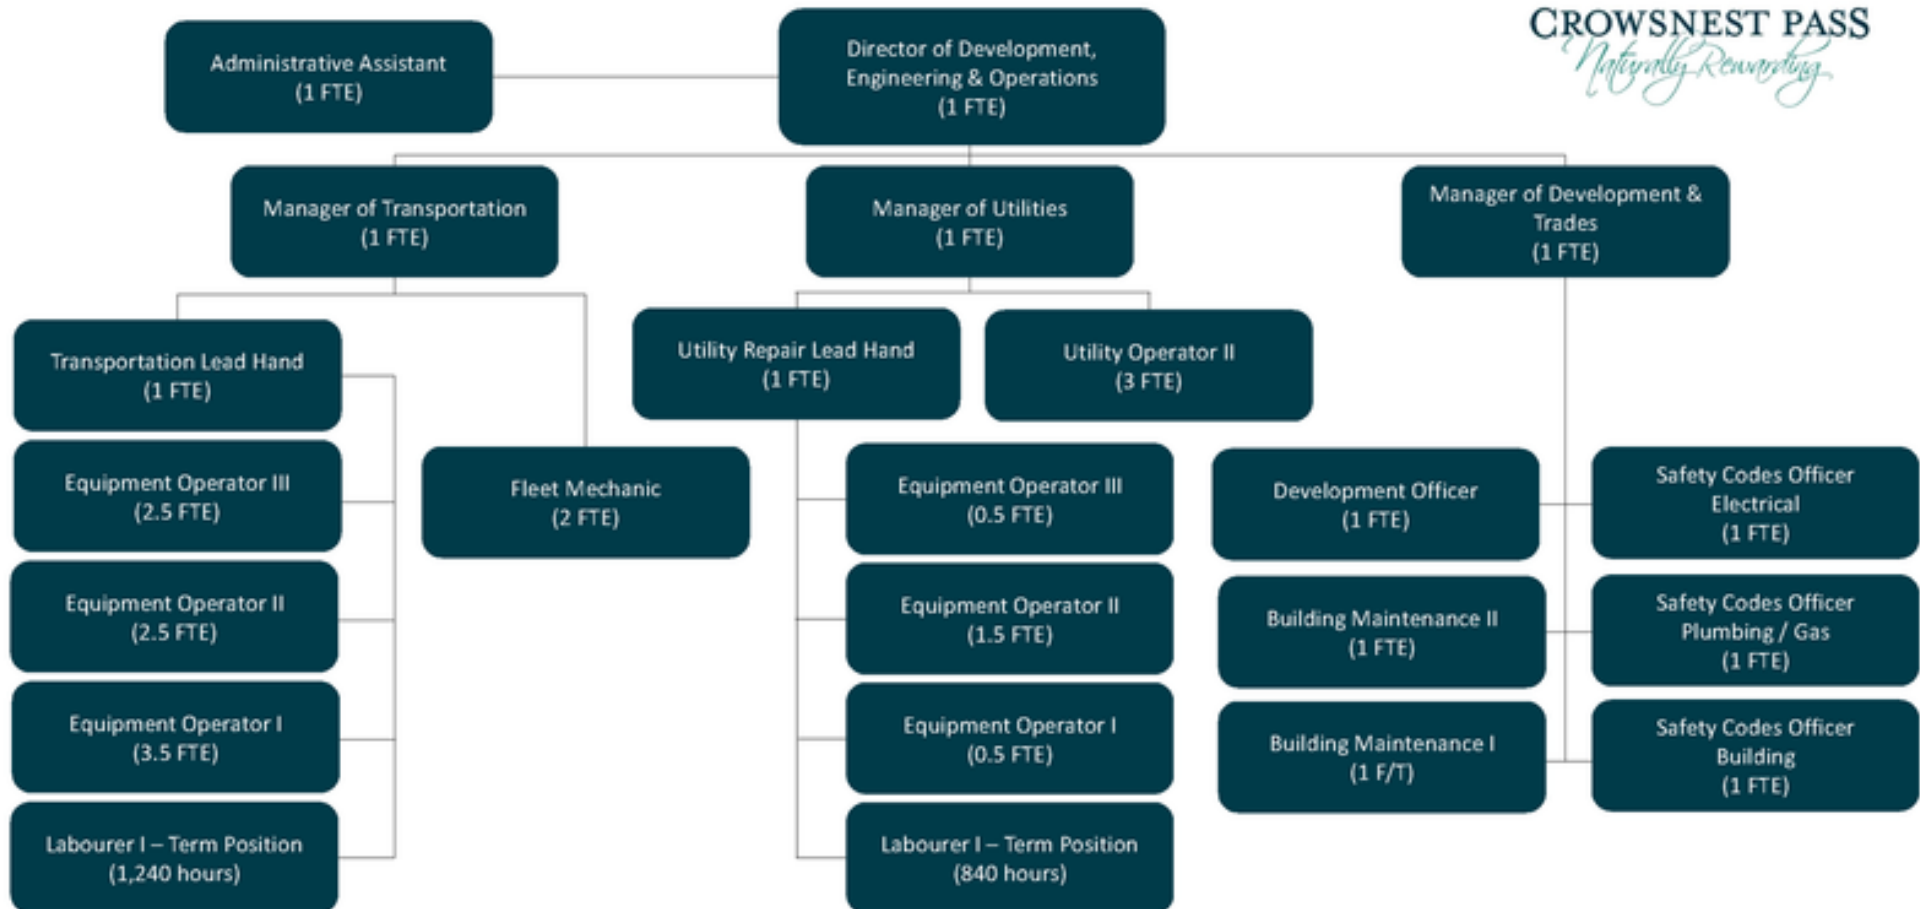 CROWSNEST PASS
Naturally Rewarding
Administrative Assistant
(1 FTE)
Director of Development,
Engineering & Operations
(1 FTE)
Manager of Transportation
(1 FTE)
Manager of Utilities
(1 FTE)
Manager of Development &
Trades
(1 FTE)
Transportation Lead Hand
(1 FTE)
Equipment Operator III
(2.5 FTE)
Equipment Operator II
(2.5 FTE)
Equipment Operator I
(3.5 FTE)
Labourer I – Term Position
(1,240 hours)
Fleet Mechanic
(2 FTE)
Utility Repair Lead Hand
(1 FTE)
Utility Operator II
(3 FTE)
Equipment Operator III
(0.5 FTE)
Equipment Operator II
(1.5 FTE)
Equipment Operator I
(0.5 FTE)
Labourer I – Term Position
(840 hours)
Development Officer
(1 FTE)
Building Maintenance II
(1 FTE)
Building Maintenance I
(1 F/T)
Safety Codes Officer
Electrical
(1 FTE)
Safety Codes Officer
Plumbing / Gas
(1 FTE)
Safety Codes Officer
Building
(1 FTE)